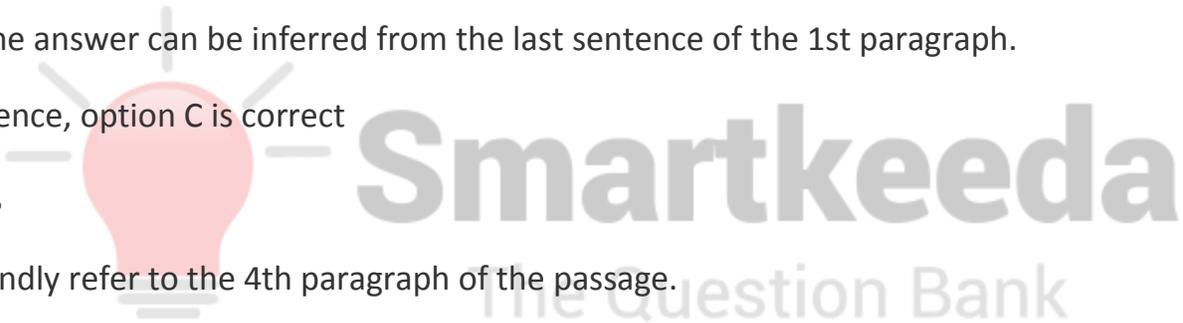 he answer can be inferred from the last sentence of the 1st paragraph.
ence, option C is correct
Smartkeeda
ndly refer to the 4th paragraph of the passage.
The Question Bank